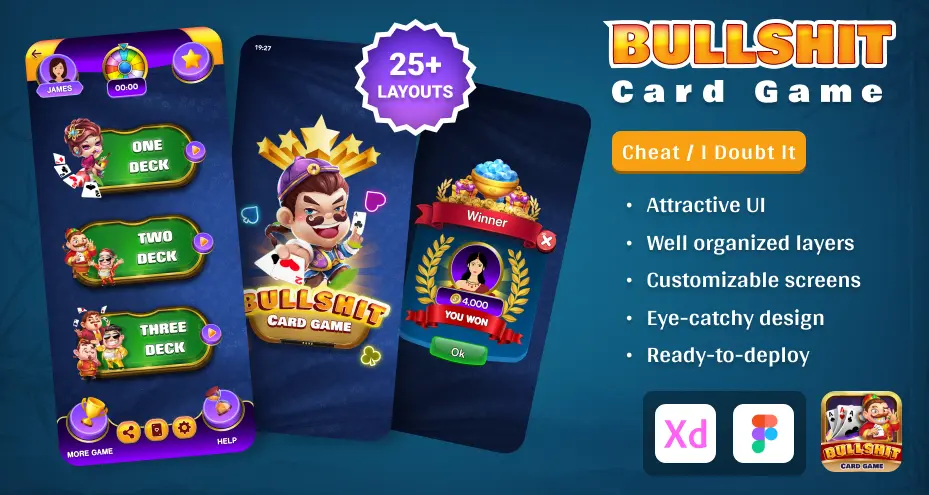 JAMES
00:00
ONE
DECK
TWO
DECK
THREE
DECK
MORE GAME
HELP
19:27
BULLSHIT
CARD GAME
25+
LAYOUTS
Winner
4,000
YOU WON
Ok
BULLSHIT
Card Game
Cheat / I Doubt It
• Attractive UI
• Well organized layers
• Customizable screens
• Eye-catchy design
• Ready-to-deploy
Xd
A A A
BULLSHIT
CARD GAME